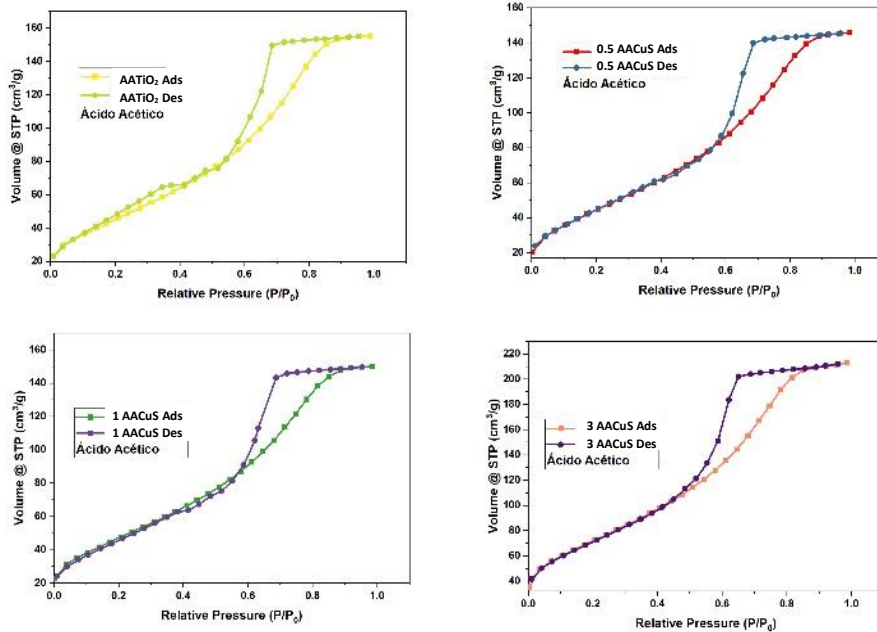 160
140
120
100
80
60
40
20
Volume @ STP (cm³/g)
AATiO₂ Ads
AATiO₂ Des
Ácido Acético
0.0 0.2 0.4 0.6 0.8 1.0
Relative Pressure (P/P₀)
160
140
120
100
80
60
40
20
Volume @ STP (cm³/g)
0.5 AACuS Ads
0.5 AACuS Des
Ácido Acético
0.0 0.2 0.4 0.6 0.8 1.0
Relative Pressure (P/P₀)
160
140
120
100
80
60
40
20
Volume @ STP (cm³/g)
1 AACuS Ads
1 AACuS Des
Ácido Acético
0.0 0.2 0.4 0.6 0.8 1.0
Relative Pressure (P/P₀)
220
200
180
160
140
120
100
80
60
40
Volume @ STP (cm³/g)
3 AACuS Ads
3 AACuS Des
Ácido Acético
0.0 0.2 0.4 0.6 0.8 1.0
Relative Pressure (P/P₀)